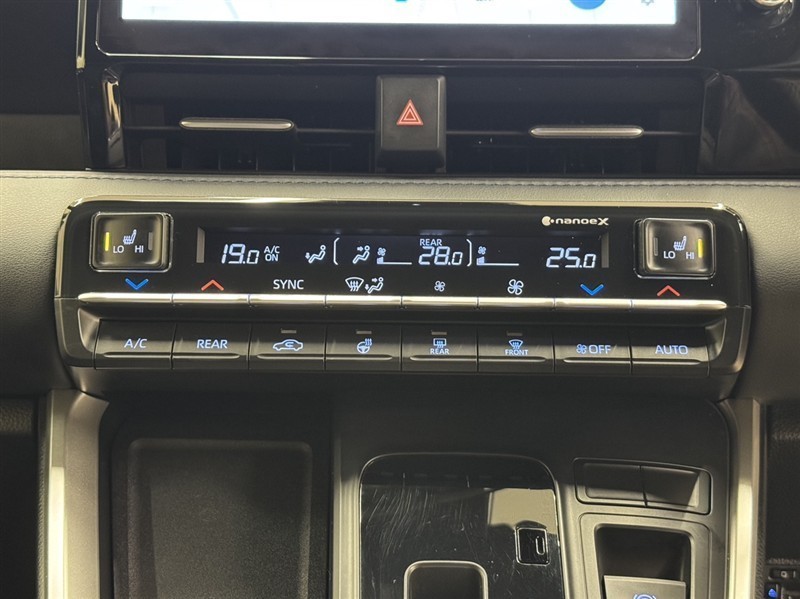 nanoeX
LO HI
19.0 A/C ON
REAR
28.0
25.0
LO HI
SYNC
A/C
REAR
REAR
FRONT
OFF
AUTO